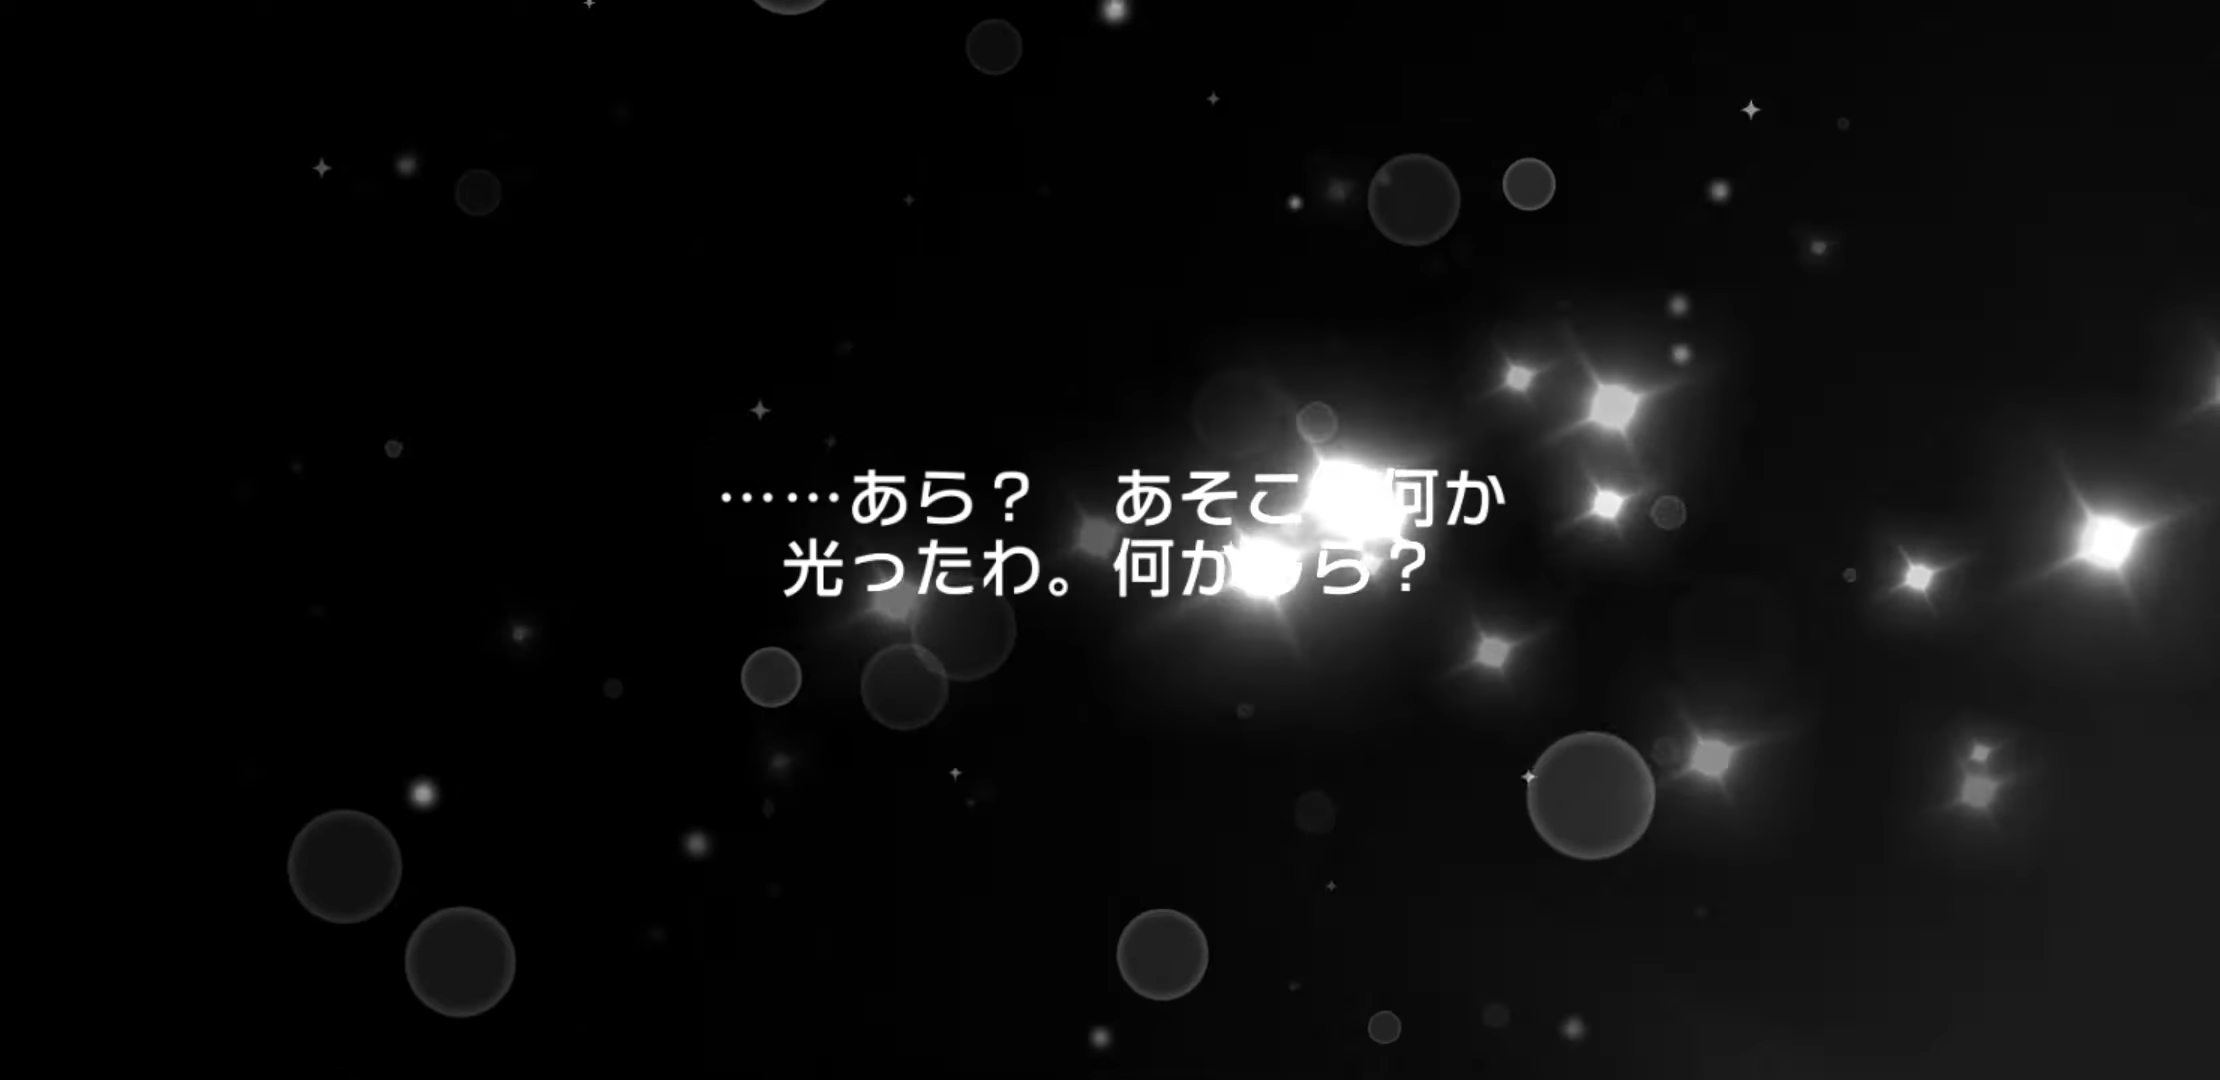 ……あら？　あそこ 何か
光ったわ。何か ら？